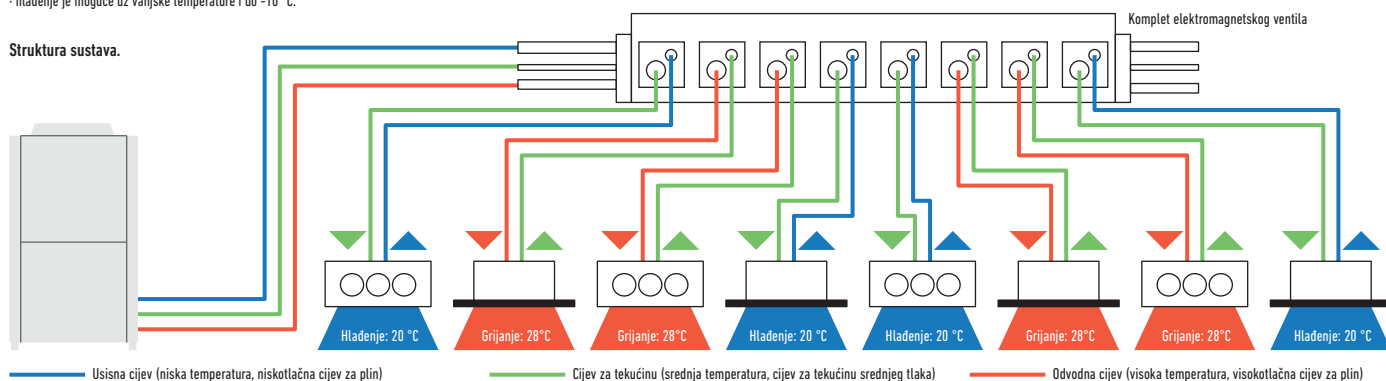 · hlađenje je moguće uz vanjske temperature i do -10 °C.
Komplet elektromagnetskog ventila
Struktura sustava.
Hlađenje: 20 °C
Grijanje: 28°C
Grijanje: 28°C
Hlađenje: 20 °C
Hlađenje: 20 °C
Grijanje: 28°C
Grijanje: 28°C
Hlađenje: 20 °C
Usisna cijev (niska temperatura, niskotlačna cijev za plin)
Cijev za tekućinu (srednja temperatura, cijev za tekućinu srednjeg tlaka)
Odvodna cijev (visoka temperatura, visokotlačna cijev za plin)